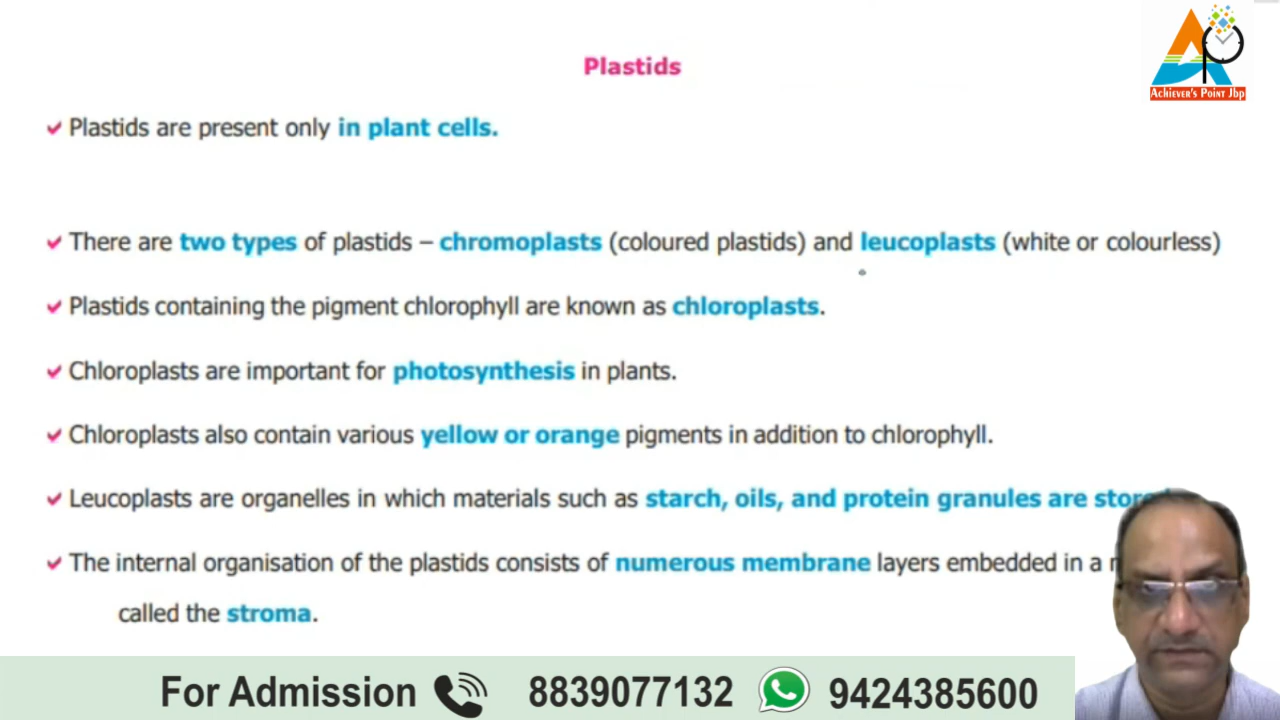 Plastids
Achiever's Point Jbp
Plastids are present only in plant cells.
There are two types of plastids – chromoplasts (coloured plastids) and leucoplasts (white or colourless)
Plastids containing the pigment chlorophyll are known as chloroplasts.
Chloroplasts are important for photosynthesis in plants.
Chloroplasts also contain various yellow or orange pigments in addition to chlorophyll.
Leucoplasts are organelles in which materials such as starch, oils, and protein granules are
The internal organisation of the plastids consists of numerous membrane layers embedded in a
called the stroma.
For Admission 8839077132 9424385600